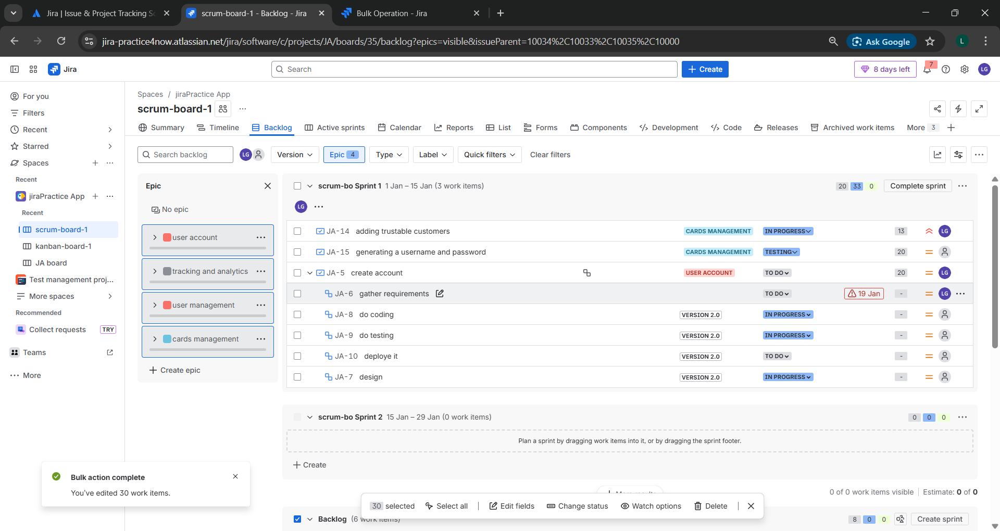 Jira | Issue & Project Tracking S
scrum-board-1 - Backlog - Jira
Bulk Operation - Jira
jira-practice4now.atlassian.net/jira/software/c/projects/JA/boards/35/backlog?epics=visible&issueParent=10034%2C10033%2C10035%2C10000
Ask Google
L
Jira
Search
Create
8 days left
7
LG
For you
Filters
Recent
Starred
Spaces
Recent
jiraPractice App
Recent
scrum-board-1
kanban-board-1
JA board
Test management proj...
More spaces
Recommended
Collect requests TRY
Teams
More
Spaces / jiraPractice App
scrum-board-1
Summary Timeline Backlog Active sprints Calendar Reports List Forms Components Development Code Releases Archived work items More 3
Search backlog
LG
Version Epic 4 Type Label Quick filters Clear filters
Epic
No epic
user account
tracking and analytics
user management
cards management
Create epic
scrum-bo Sprint 1 1 Jan – 15 Jan (3 work items) 20 33 0 Complete sprint
LG
JA-14 adding trustable customers CARDS MANAGEMENT IN PROGRESS 13 LG
JA-15 generating a username and password CARDS MANAGEMENT TESTING 20
JA-5 create account USER ACCOUNT TO DO 20 LG
JA-6 gather requirements TO DO 19 Jan - LG
JA-8 do coding VERSION 2.0 IN PROGRESS -
JA-9 do testing VERSION 2.0 IN PROGRESS -
JA-10 deploye it VERSION 2.0 TO DO -
JA-7 design VERSION 2.0 IN PROGRESS -
scrum-bo Sprint 2 15 Jan – 29 Jan (0 work items) 0 0 0
Plan a sprint by dragging work items into it, or by dragging the sprint footer.
Create
0 of 0 work items visible Estimate: 0 of 0
Bulk action complete
You've edited 30 work items.
30 selected Select all Edit fields Change status Watch options Delete
Backlog (6 work items) 8 0 0 Create sprint